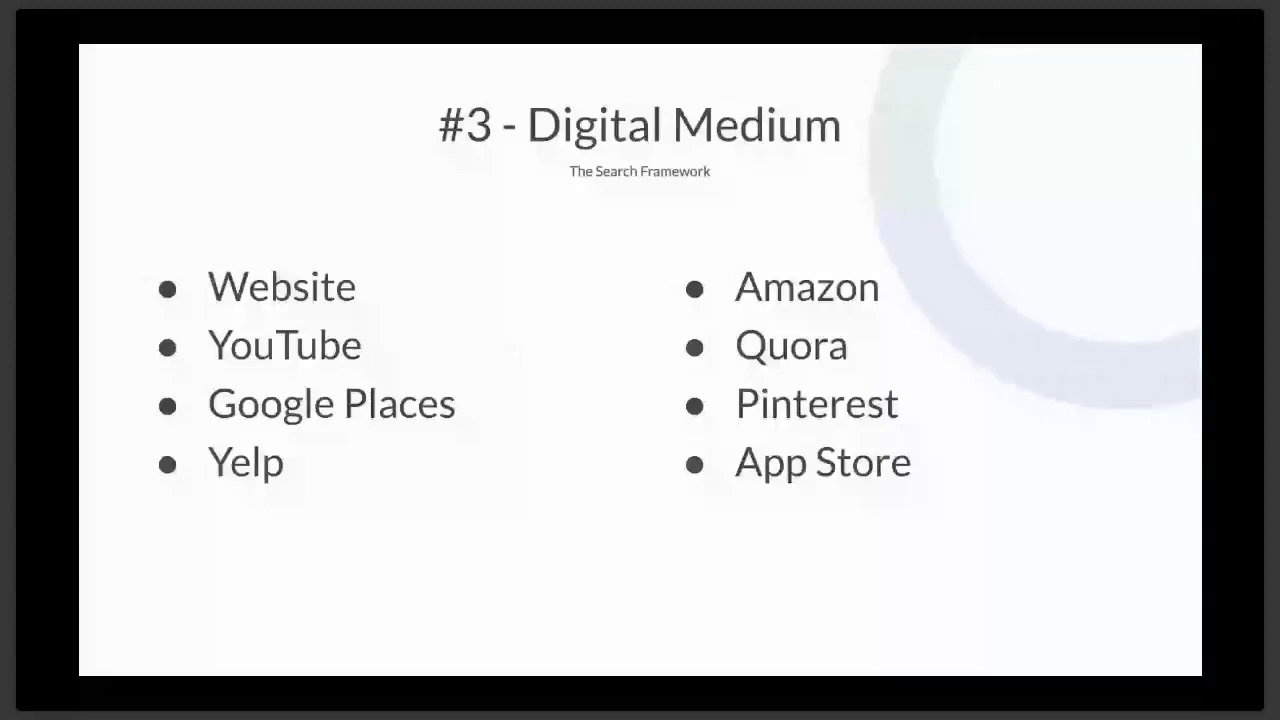 #3 - Digital Medium
The Search Framework
● Website
● YouTube
● Google Places
● Yelp
● Amazon
● Quora
● Pinterest
● App Store